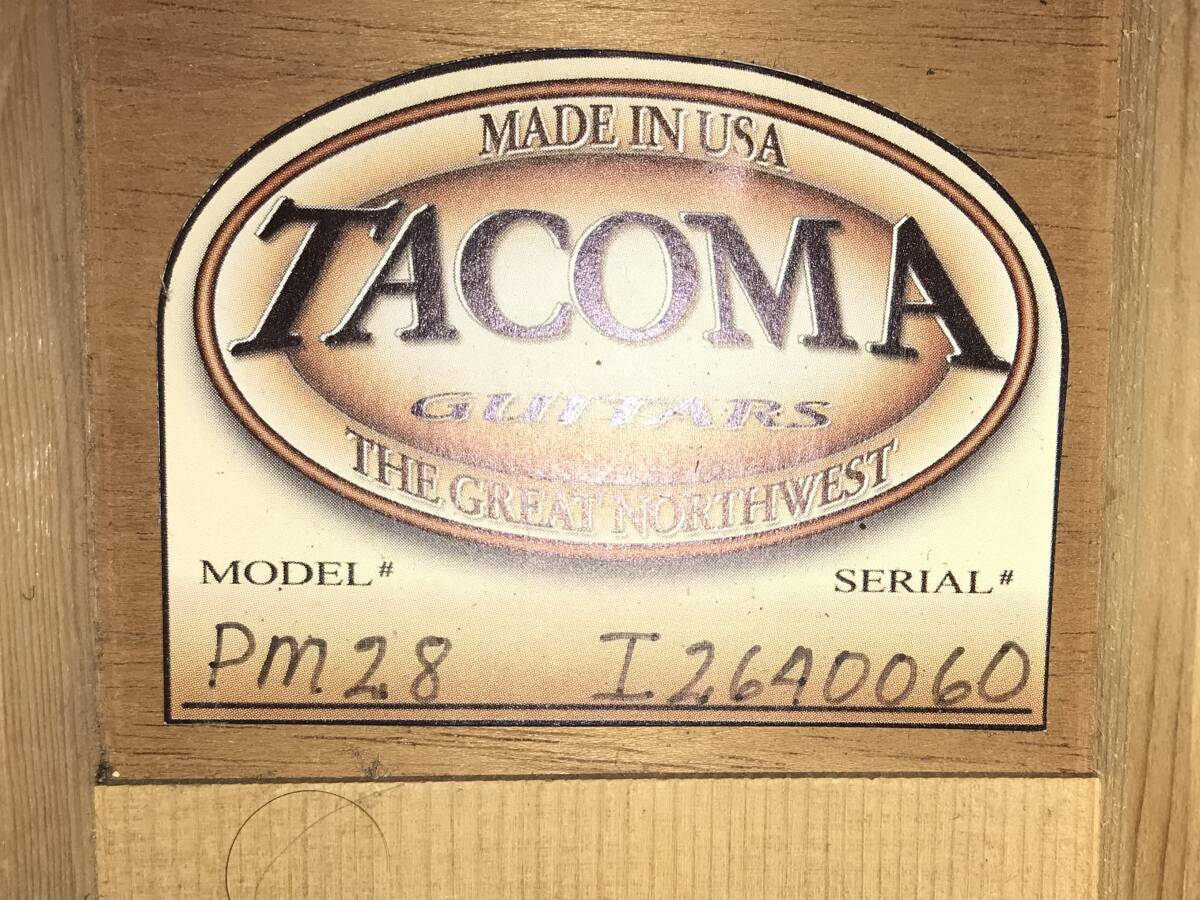 MADE IN USA
TACOMA
GUITARS
THE GREAT NORTHWEST
MODEL# SERIAL#
PM28 I2640060